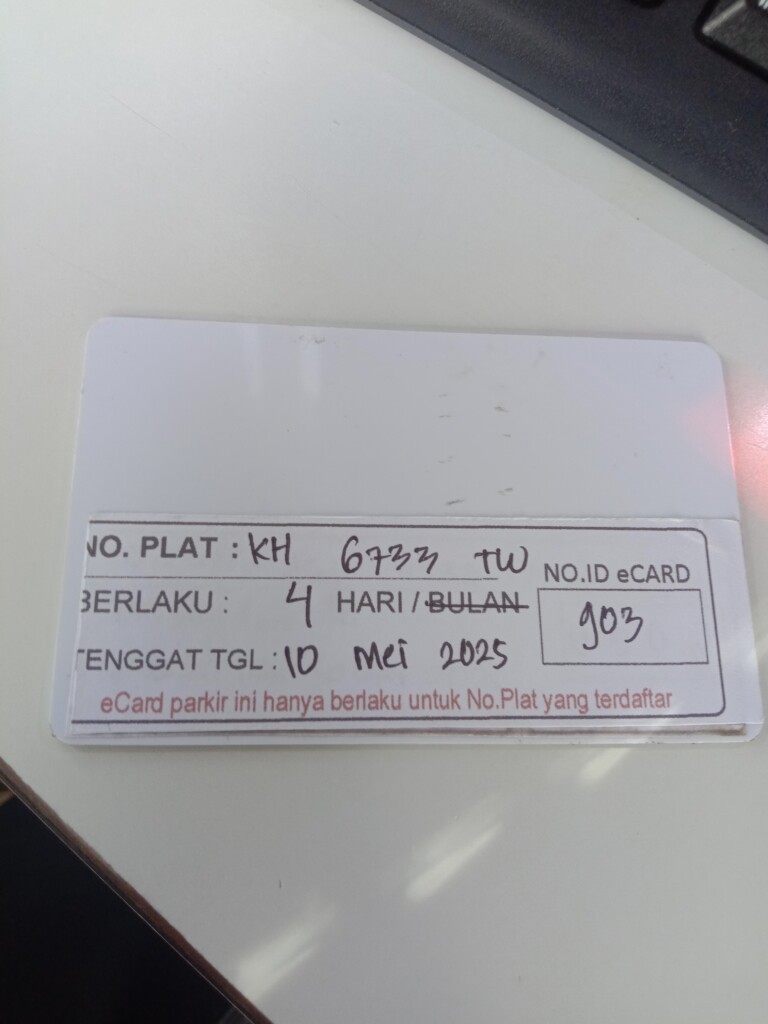 NO. PLAT : KH 6733 TW
NO.ID eCARD
BERLAKU : 4 HARI / BULAN
903
TENGGAT TGL : 10 Mei 2025
eCard parkir ini hanya berlaku untuk No.Plat yang terdaftar